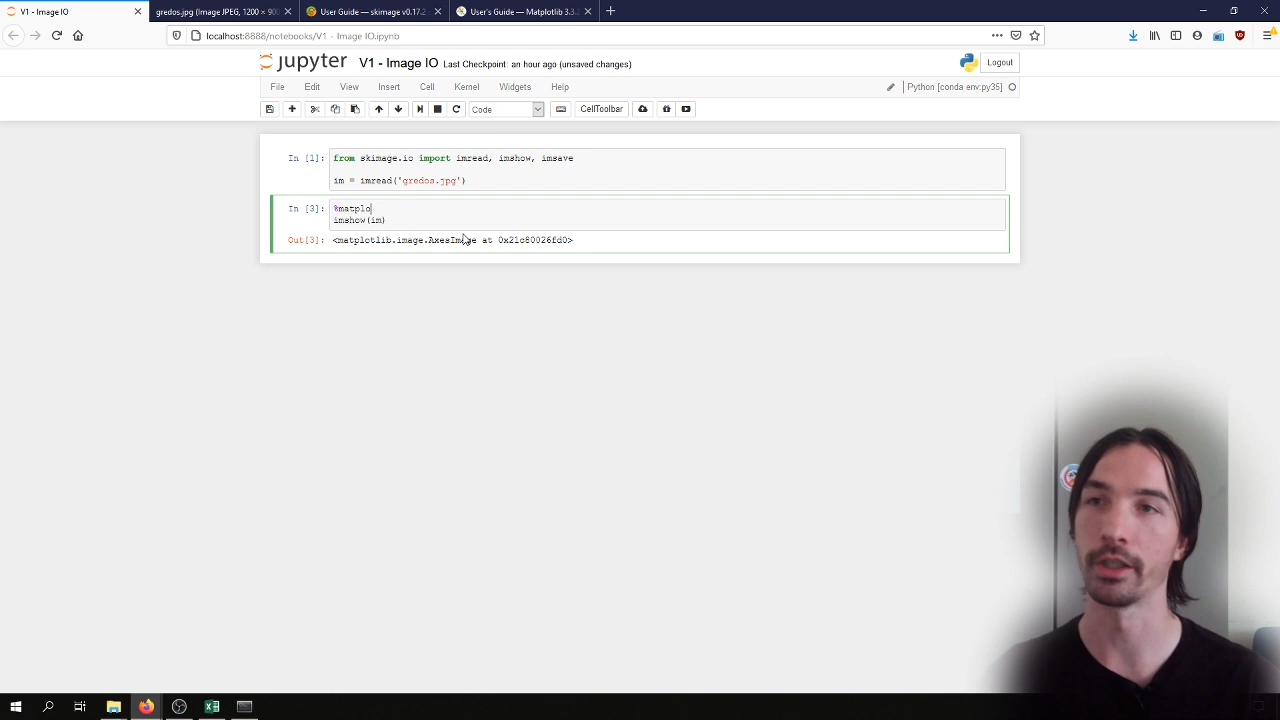 V1 - Image IO
gredos.jpg (Image JPEG, 1200 × 900
User Guide — skimage v0.17.2
User's Guide — Matplotlib 3.3.
localhost:8888/notebooks/V1 - Image IO.ipynb
jupyter V1 - Image IO Last Checkpoint: an hour ago (unsaved changes) Logout
File Edit View Insert Cell Kernel Widgets Help Python [conda env:py35]
Code CellToolbar
In [1]: from skimage.io import imread, imshow, imsave
im = imread('gredos.jpg')
In [3]: %matplo
imshow(im)
Out[3]: <matplotlib.image.AxesImage at 0x21c80026fd0>